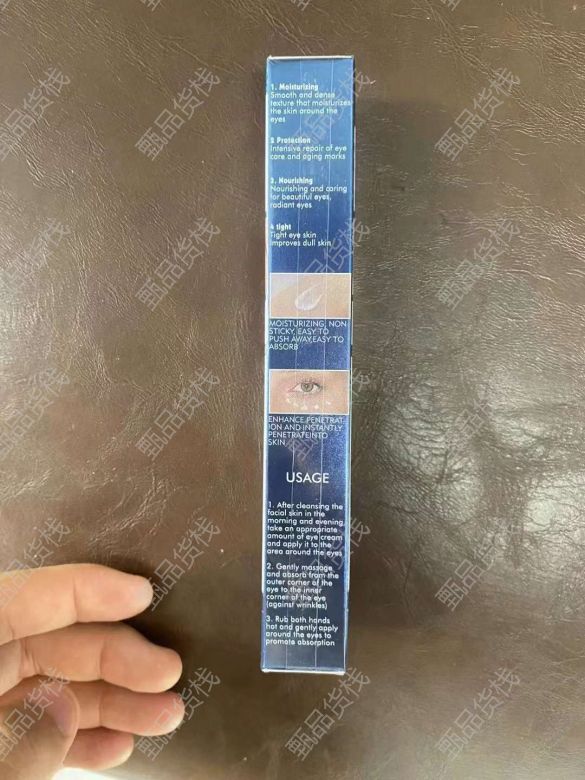 1. Moisturizing
Smooth and dense
texture that moisturizes
the skin around the
eyes
2 Protection
Intensive repair of eye
care and aging marks
3. Nourishing
Nourishing and caring
for beautiful eyes,
radiant eyes
4 tight
Tight eye skin
improves dull skin
MOISTURIZING, NON
STICKY, EASY TO
PUSH AWAY,EASY TO
ABSORB
ENHANCE PENETRAT-
ION AND INSTANTLY
PENETRATEINTO
SKIN
USAGE
1. After cleansing the
facial skin in the
morning and evening,
take an appropriate
amount of eye cream
and apply it to the
area around the eyes
2. Gently massage
and absorb from the
outer corner of the
eye to the inner
corner of the eye
(against wrinkles)
3. Rub both hands
hot and gently apply
around the eyes to
promote absorption
甄品货栈